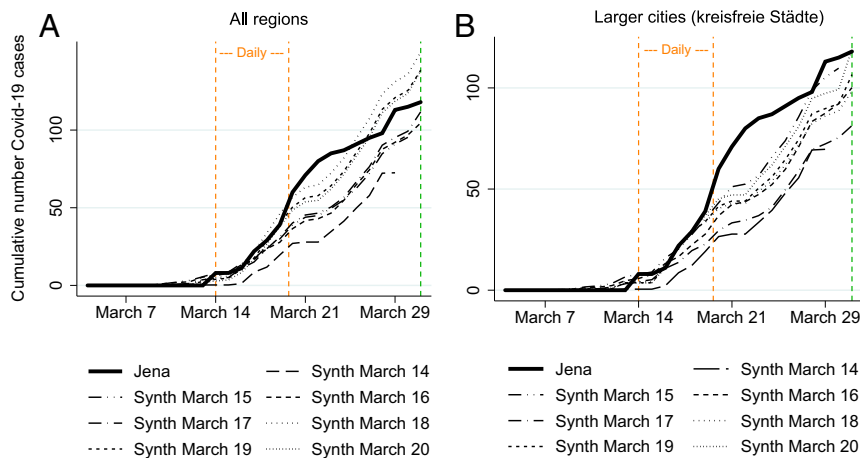 A
All regions
Cumulative number Covid-19 cases
100
50
0
--- Daily ---
March 7
March 14
March 21
March 29
Jena
Synth March 14
Synth March 15
Synth March 16
Synth March 17
Synth March 18
Synth March 19
Synth March 20
B
Larger cities (kreisfreie Städte)
100
50
0
--- Daily ---
March 7
March 14
March 21
March 29
Jena
Synth March 14
Synth March 15
Synth March 16
Synth March 17
Synth March 18
Synth March 19
Synth March 20